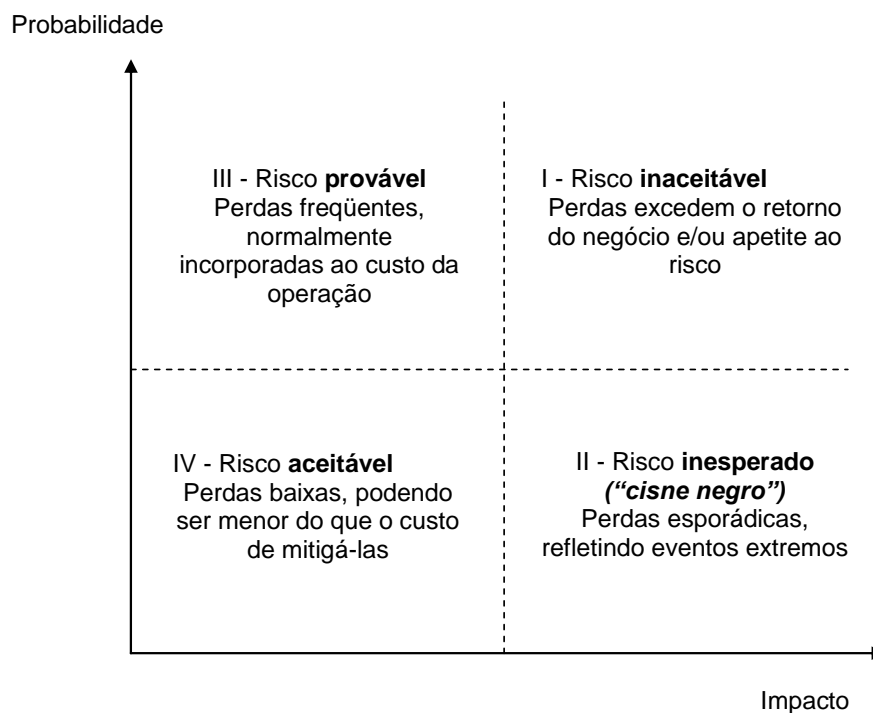 Probabilidade
III - Risco provável
Perdas freqüentes,
normalmente
incorporadas ao custo da
operação
I - Risco inaceitável
Perdas excedem o retorno
do negócio e/ou apetite ao
risco
IV - Risco aceitável
Perdas baixas, podendo
ser menor do que o custo
de mitigá-las
II - Risco inesperado
(“cisne negro”)
Perdas esporádicas,
refletindo eventos extremos
Impacto